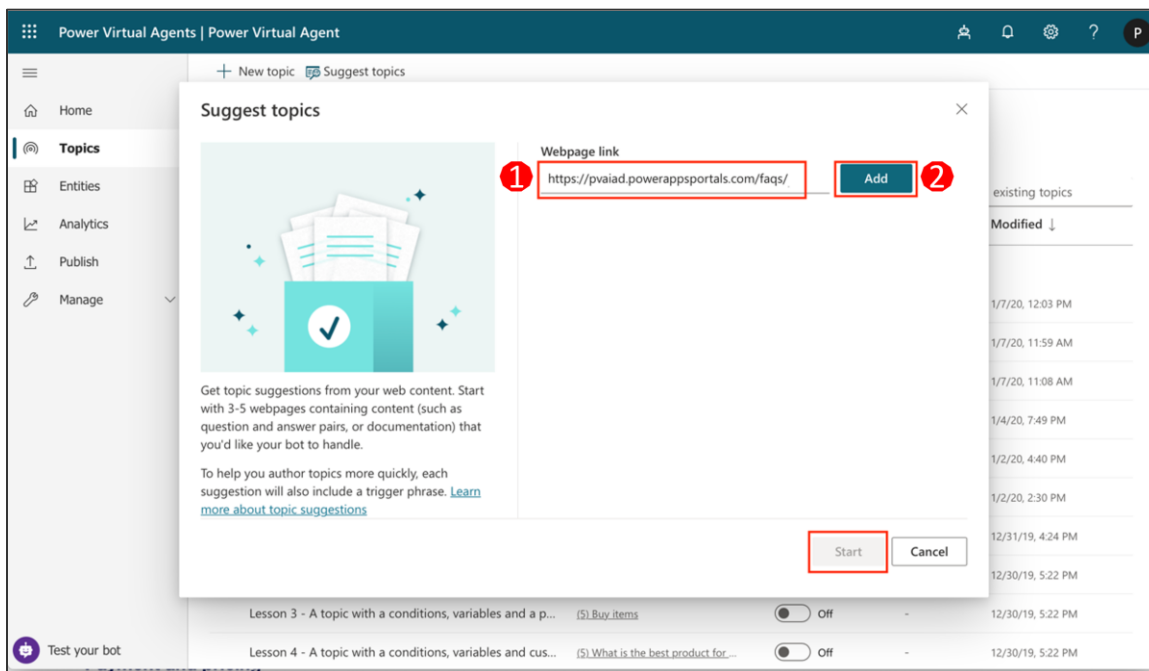 Power Virtual Agents | Power Virtual Agent
?
P
New topic
Suggest topics
Home
Topics
Entities
Analytics
Publish
Manage
Test your bot
Suggest topics
Get topic suggestions from your web content. Start
with 3-5 webpages containing content (such as
question and answer pairs, or documentation) that
you'd like your bot to handle.
To help you author topics more quickly, each
suggestion will also include a trigger phrase. Learn
more about topic suggestions
Webpage link
1
https://pvaiad.powerappsportals.com/faqs/
Add
2
Start
Cancel
existing topics
Modified ↓
1/7/20, 12:03 PM
1/7/20, 11:59 AM
1/7/20, 11:08 AM
1/4/20, 7:49 PM
1/2/20, 4:40 PM
1/2/20, 2:30 PM
12/31/19, 4:24 PM
12/30/19, 5:22 PM
Lesson 3 - A topic with a conditions, variables and a p... (5) Buy items Off - 12/30/19, 5:22 PM
Lesson 4 - A topic with a conditions, variables and cus... (5) What is the best product for ... Off - 12/30/19, 5:22 PM